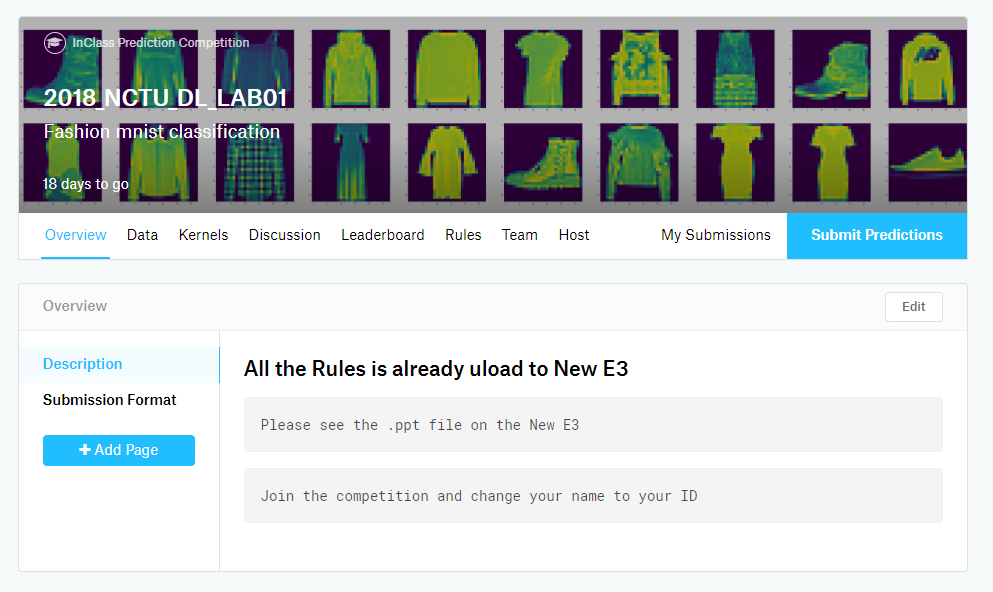 InClass Prediction Competition
2018_NCTU_DL_LAB01
Fashion mnist classification
18 days to go
Overview Data Kernels Discussion Leaderboard Rules Team Host My Submissions Submit Predictions
Overview Edit
Description
Submission Format
+ Add Page
All the Rules is already uload to New E3
Please see the .ppt file on the New E3
Join the competition and change your name to your ID